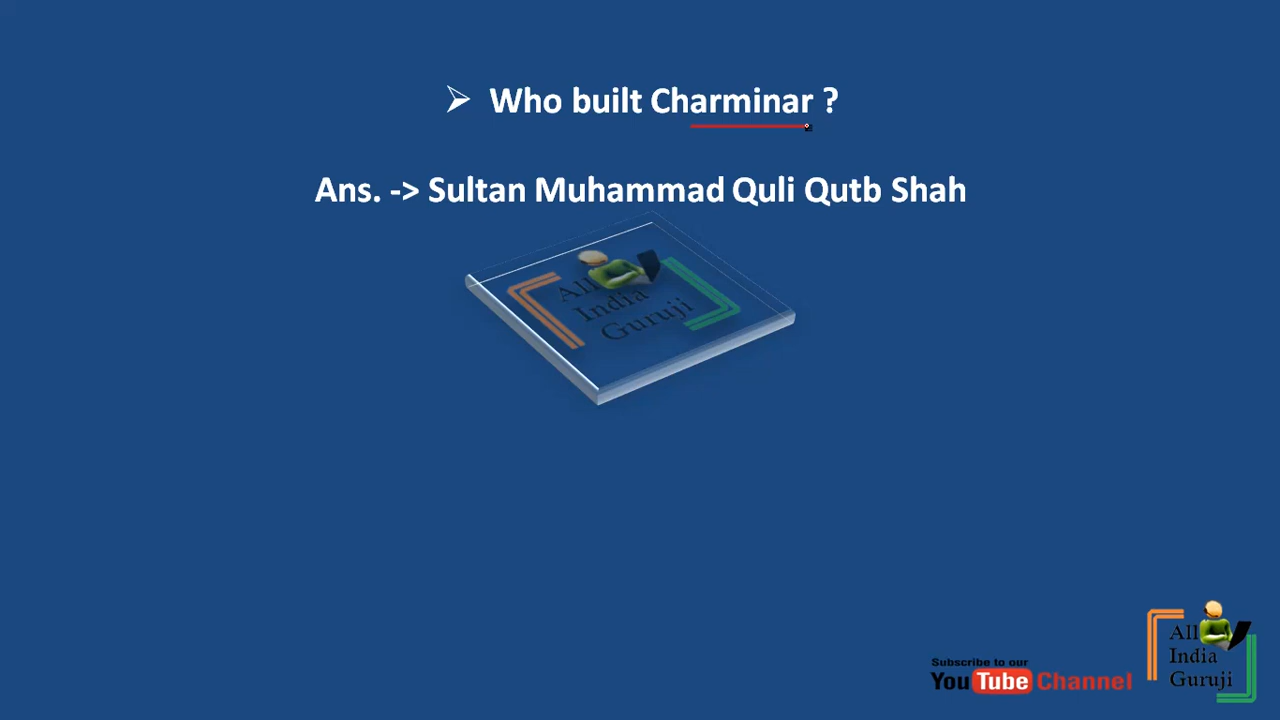 ➢ Who built Charminar ?
Ans. -> Sultan Muhammad Quli Qutb Shah
All
India
Guruji
Subscribe to our
YouTube Channel
All
India
Guruji